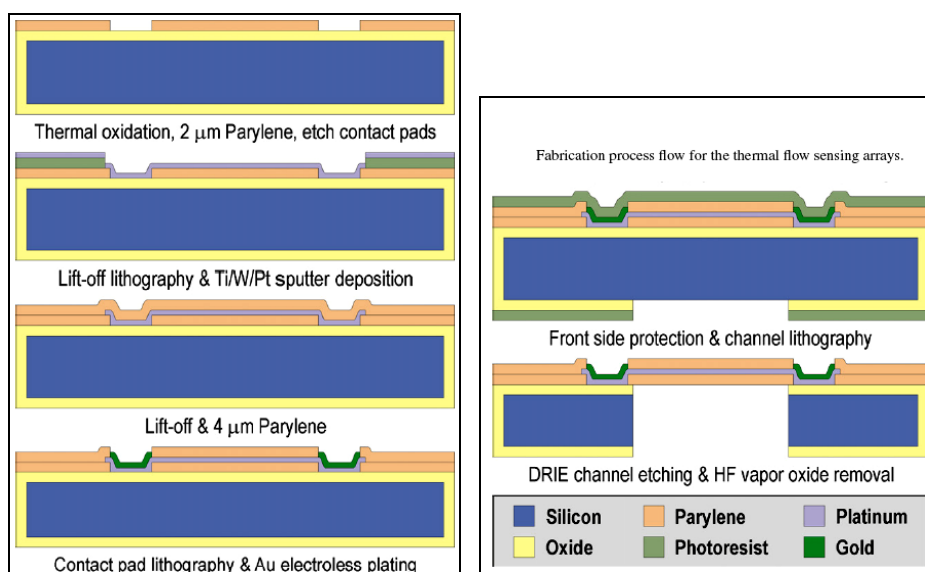 Thermal oxidation, 2 μm Parylene, etch contact pads
Lift-off lithography & Ti/W/Pt sputter deposition
Lift-off & 4 μm Parylene
Contact pad lithography & Au electroless plating
Fabrication process flow for the thermal flow sensing arrays.
Front side protection & channel lithography
DRIE channel etching & HF vapor oxide removal
Silicon Parylene Platinum
Oxide Photoresist Gold